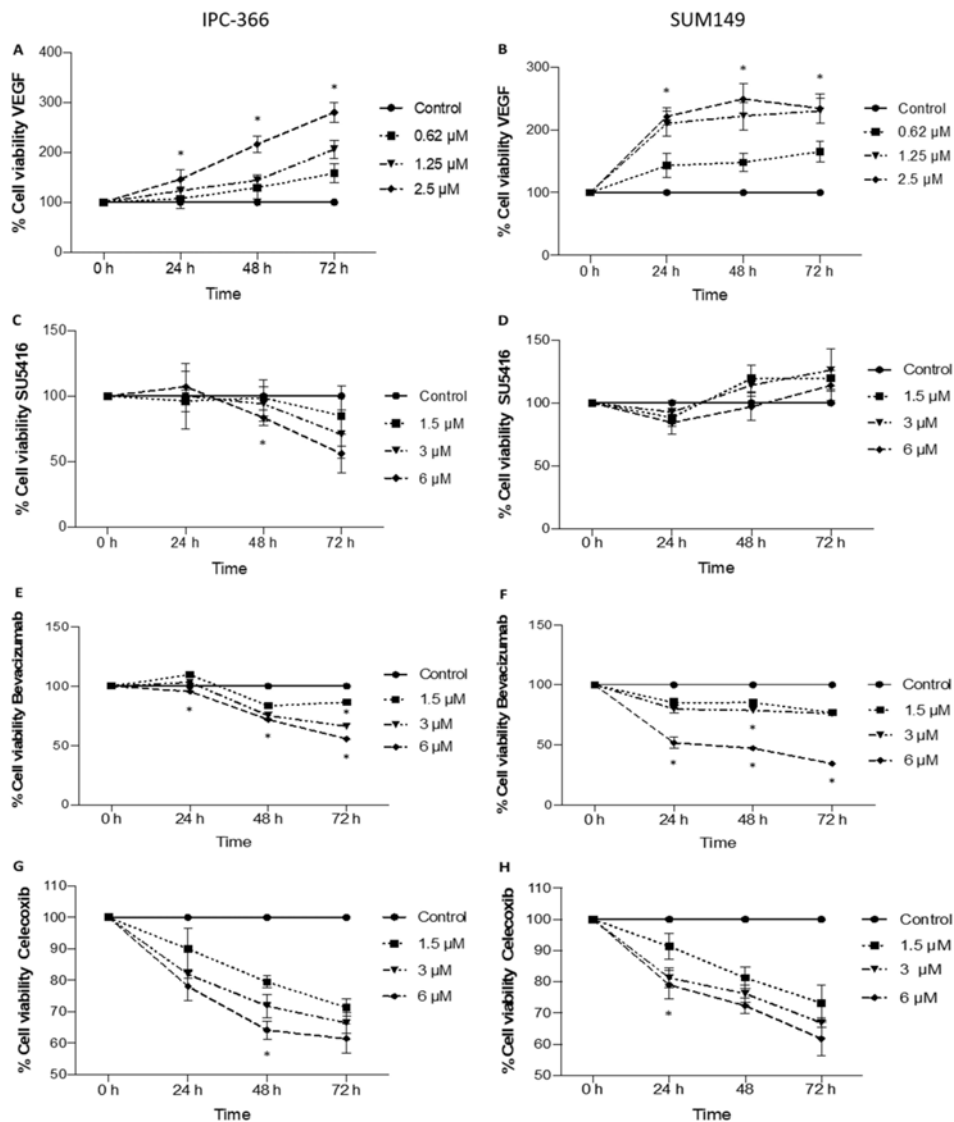 IPC-366
SUM149
A
% Cell viability VEGF
400
300
200
100
0
0 h
24 h
48 h
72 h
Time
*
*
*
Control
0.62 µM
1.25 µM
2.5 µM
B
% Cell viability VEGF
300
200
100
0
0 h
24 h
48 h
72 h
Time
*
*
*
Control
0.62 µM
1.25 µM
2.5 µM
C
% Cell viability SU5416
150
100
50
0
0 h
24 h
48 h
72 h
Time
*
Control
1.5 µM
3 µM
6 µM
D
% Cell viability SU5416
150
100
50
0
0 h
24 h
48 h
72 h
Time
Control
1.5 µM
3 µM
6 µM
E
% Cell viability Bevacizumab
150
100
50
0
0 h
24 h
48 h
72 h
Time
*
*
*
*
Control
1.5 µM
3 µM
6 µM
F
% Cell viability Bevacizumab
150
100
50
0
0 h
24 h
48 h
72 h
Time
*
*
*
*
Control
1.5 µM
3 µM
6 µM
G
% Cell viability Celecoxib
110
100
90
80
70
60
50
0 h
24 h
48 h
72 h
Time
*
Control
1.5 µM
3 µM
6 µM
H
% Cell viability Celecoxib
110
100
90
80
70
60
50
0 h
24 h
48 h
72 h
Time
*
Control
1.5 µM
3 µM
6 µM